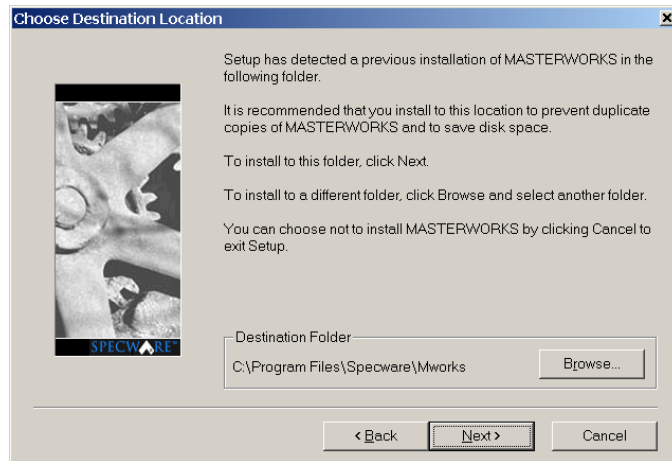 Choose Destination Location
Setup has detected a previous installation of MASTERWORKS in the
following folder.
It is recommended that you install to this location to prevent duplicate
copies of MASTERWORKS and to save disk space.
To install to this folder, click Next.
To install to a different folder, click Browse and select another folder.
You can choose not to install MASTERWORKS by clicking Cancel to
exit Setup.
SPECWARE™
Destination Folder
C:\Program Files\Specware\Mworks
Browse...
< Back
Next >
Cancel